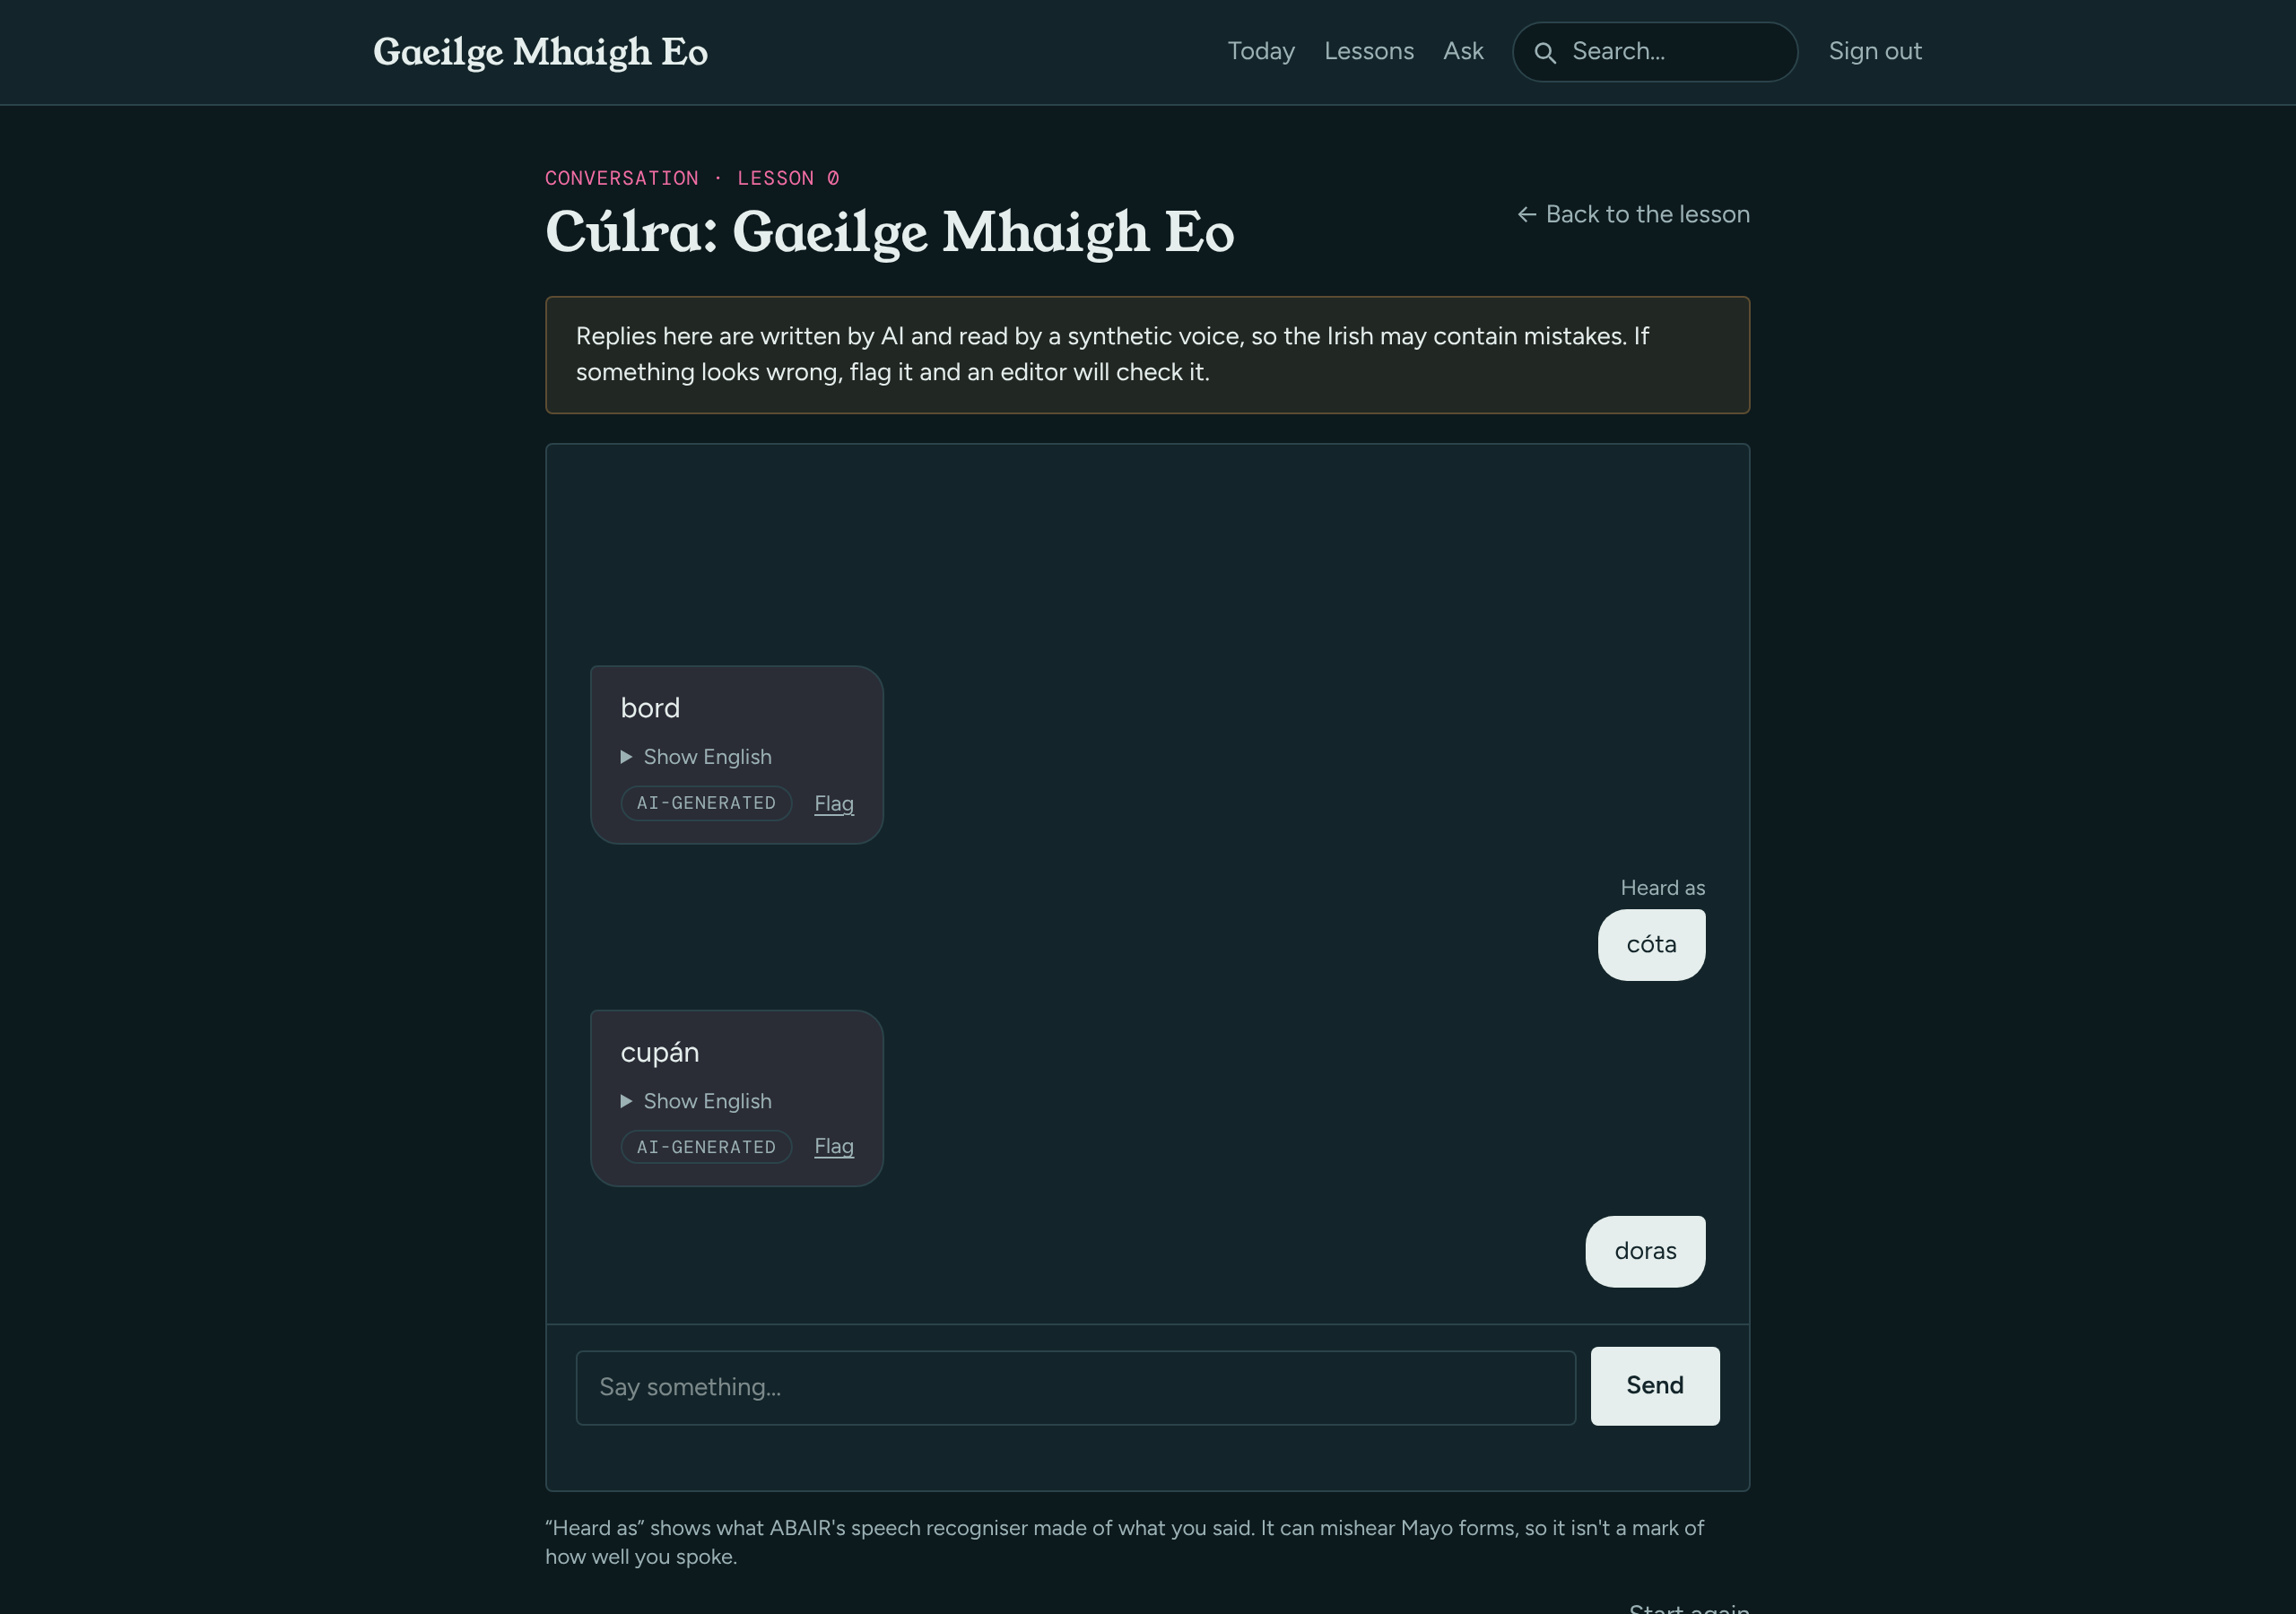 Gaeilge Mhaigh Eo
Today
Lessons
Ask
Search...
Sign out
CONVERSATION · LESSON 0
Cúlra: Gaeilge Mhaigh Eo
← Back to the lesson
Replies here are written by AI and read by a synthetic voice, so the Irish may contain mistakes. If
something looks wrong, flag it and an editor will check it.
bord
▶ Show English
AI-GENERATED
Flag
Heard as
cóta
cupán
▶ Show English
AI-GENERATED
Flag
doras
Say something...
Send
“Heard as” shows what ABAIR's speech recogniser made of what you said. It can mishear Mayo forms, so it isn't a mark of
how well you spoke.
Start again